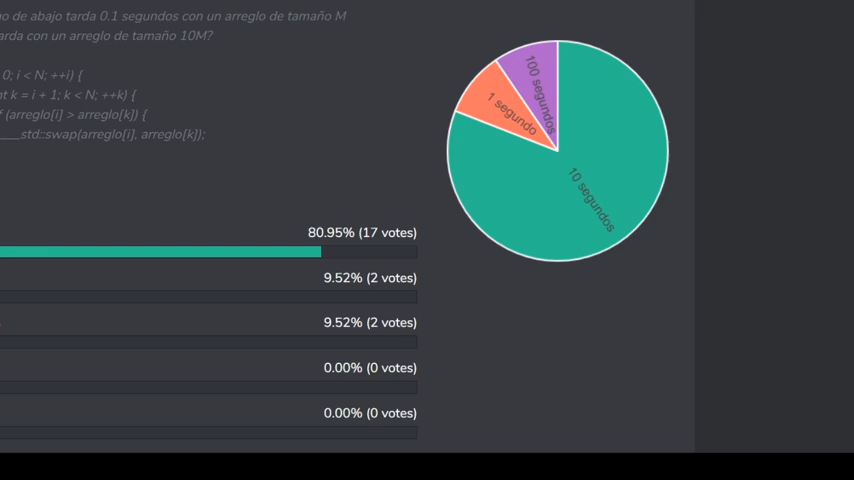 go de abajo tarda 0.1 segundos con un arreglo de tamaño M
arda con un arreglo de tamaño 10M?
0; i < N; ++i) {
nt k = i + 1; k < N; ++k) {
f (arreglo[i] > arreglo[k]) {
___std::swap(arreglo[i], arreglo[k]);
100 segundos
1 segundo
10 segundos
80.95% (17 votes)
9.52% (2 votes)
9.52% (2 votes)
0.00% (0 votes)
0.00% (0 votes)